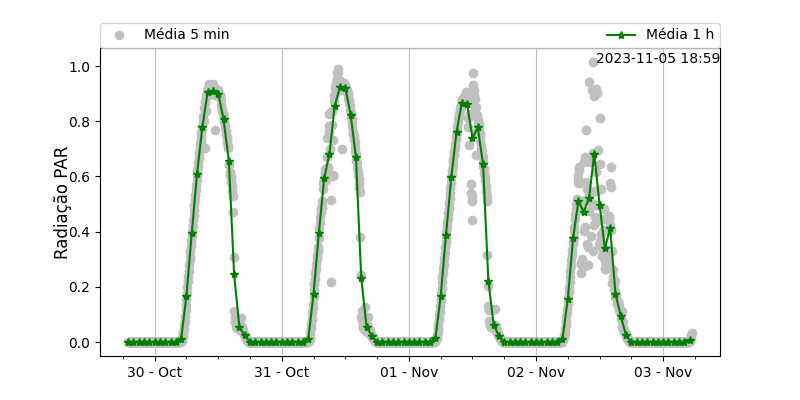 Média 5 min
Média 1 h
2023-11-05 18:59
Radiação PAR
1.0
0.8
0.6
0.4
0.2
0.0
30 - Oct
31 - Oct
01 - Nov
02 - Nov
03 - Nov